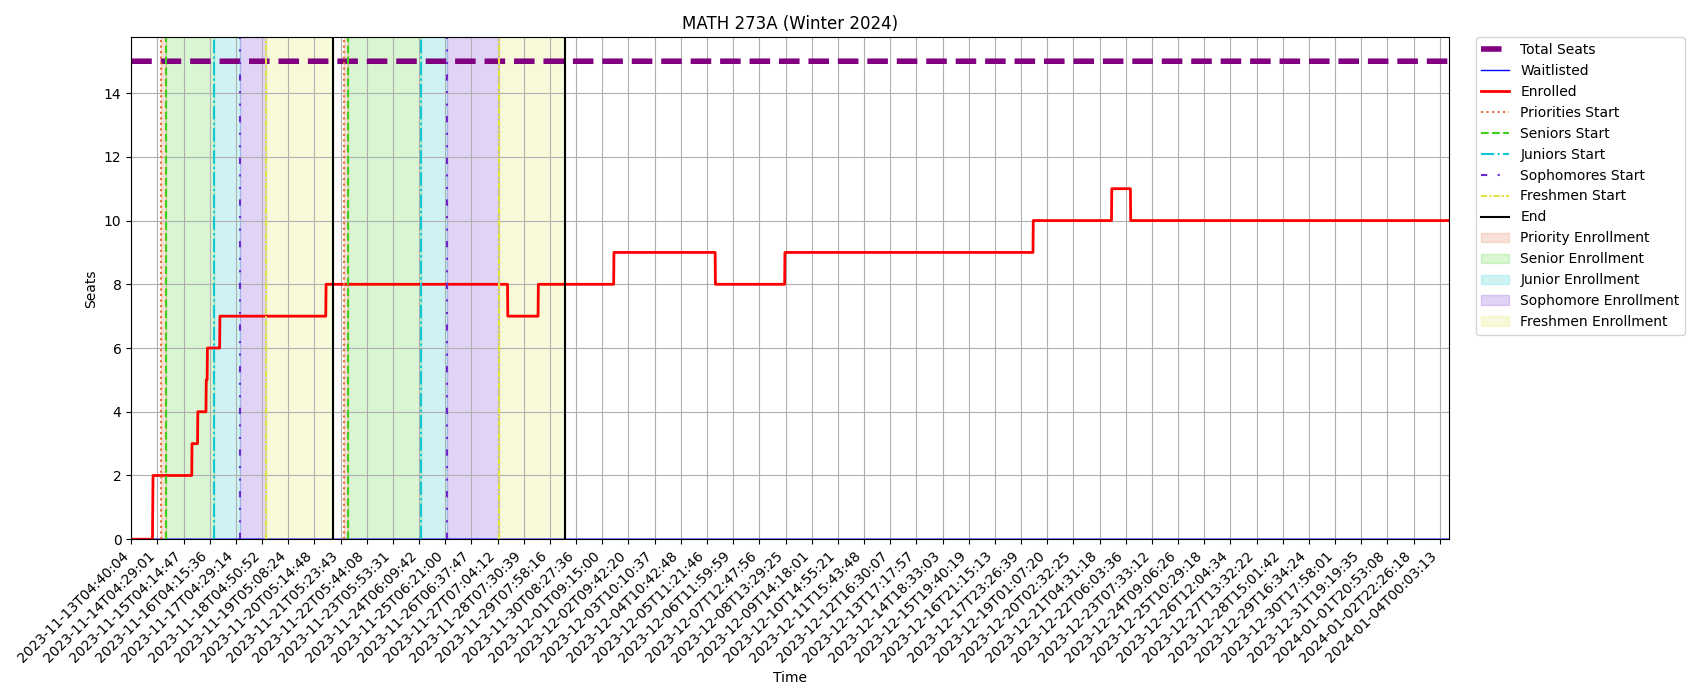 MATH 273A (Winter 2024)
Seats
14
12
10
8
6
4
2
0
2023-11-13T04:40:04
2023-11-14T04:29:01
2023-11-15T04:14:47
2023-11-16T04:15:36
2023-11-17T04:29:14
2023-11-18T04:50:52
2023-11-19T05:08:24
2023-11-20T05:14:48
2023-11-21T05:23:43
2023-11-22T05:44:08
2023-11-23T05:53:31
2023-11-24T06:09:42
2023-11-25T06:21:00
2023-11-26T06:37:47
2023-11-27T07:04:12
2023-11-28T07:30:39
2023-11-29T07:58:16
2023-11-30T08:27:36
2023-12-01T09:15:00
2023-12-02T09:42:20
2023-12-03T10:10:37
2023-12-04T10:42:48
2023-12-05T11:21:46
2023-12-06T11:59:59
2023-12-07T12:47:56
2023-12-08T13:29:25
2023-12-09T14:18:01
2023-12-10T14:55:21
2023-12-11T15:43:48
2023-12-12T16:30:07
2023-12-13T17:17:57
2023-12-14T18:33:03
2023-12-15T19:40:19
2023-12-16T21:15:13
2023-12-17T23:26:39
2023-12-19T01:07:20
2023-12-20T02:32:25
2023-12-21T04:31:18
2023-12-22T06:03:36
2023-12-23T07:33:12
2023-12-24T09:06:26
2023-12-25T10:29:18
2023-12-26T12:04:34
2023-12-27T13:32:22
2023-12-28T15:01:42
2023-12-29T16:34:24
2023-12-30T17:58:01
2023-12-31T19:19:35
2024-01-01T20:53:08
2024-01-02T22:26:18
2024-01-04T00:03:13
Time
Total Seats
Waitlisted
Enrolled
Priorities Start
Seniors Start
Juniors Start
Sophomores Start
Freshmen Start
End
Priority Enrollment
Senior Enrollment
Junior Enrollment
Sophomore Enrollment
Freshmen Enrollment